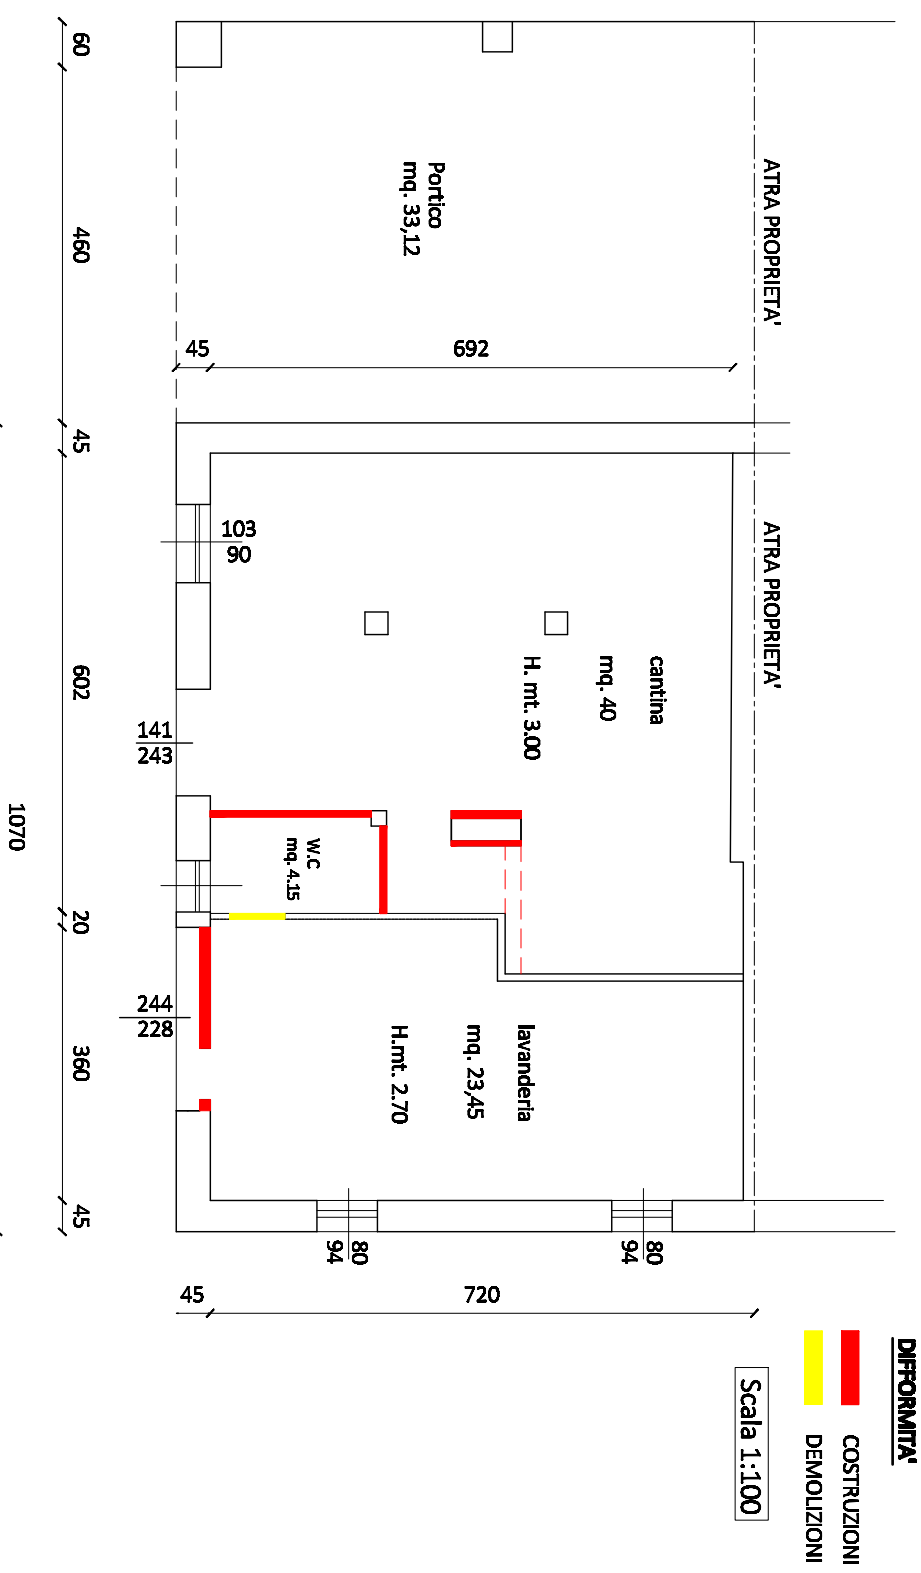 DIFFORMITA'
COSTRUZIONI
DEMOLIZIONI
Scala 1:100
ATRA PROPRIETA'
ATRA PROPRIETA'
Portico
mq. 33,12
45
692
cantina
mq. 40
H. mt. 3.00
103
90
141
243
W.C
mq. 4.15
lavanderia
mq. 23,45
H.mt. 2.70
244
228
80
94
80
94
45
720
60
460
45
602
20
360
45
1070